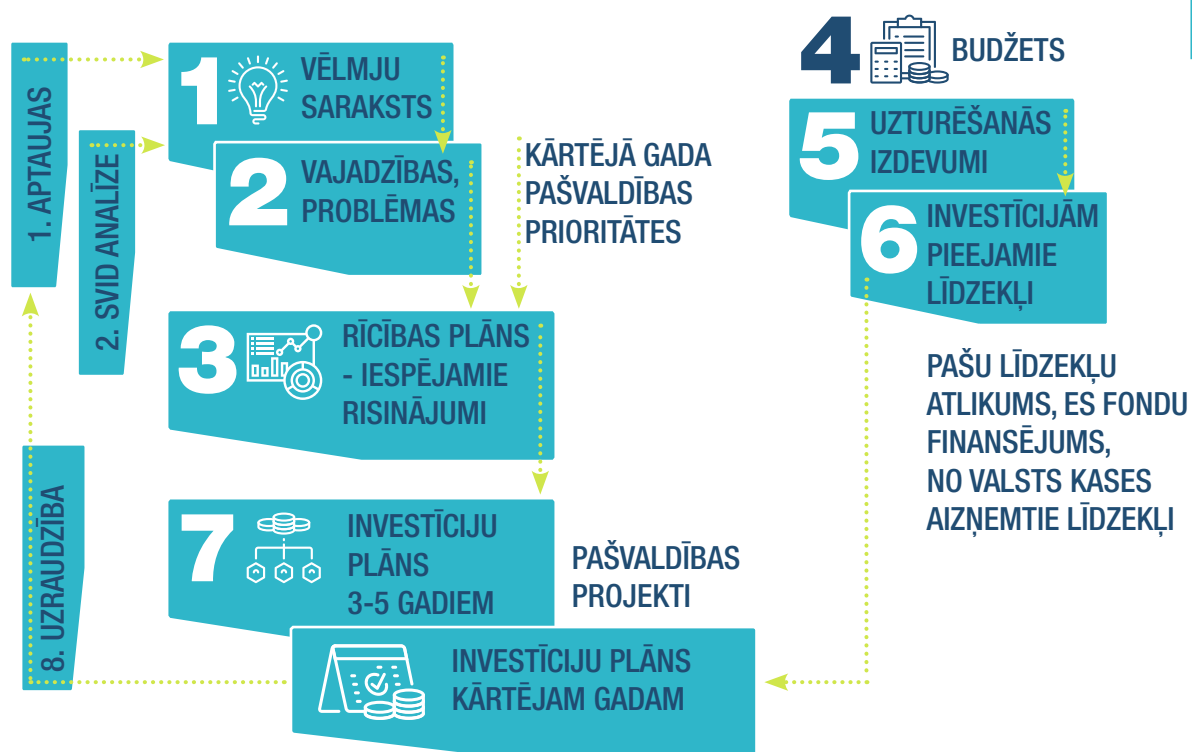 1. APTAUJAS
2. SVID ANALĪZE
1
VĒLMJU
SARAKSTS
2
VAJADZĪBAS,
PROBLĒMAS
KĀRTĒJĀ GADA
PAŠVALDĪBAS
PRIORITĀTES
3
RĪCĪBAS PLĀNS
- IESPĒJAMIE
RISINĀJUMI
4
BUDŽETS
5
UZTURĒŠANĀS
IZDEVUMI
6
INVESTĪCIJĀM
PIEEJAMIE
LĪDZEKĻI
PAŠU LĪDZEKĻU
ATLIKUMS, ES FONDU
FINANSĒJUMS,
NO VALSTS KASES
AIZŅEMTIE LĪDZEKĻI
7
INVESTĪCIJU
PLĀNS
3-5 GADIEM
PAŠVALDĪBAS
PROJEKTI
INVESTĪCIJU PLĀNS
KĀRTĒJAM GADAM
8. UZRAUDZĪBA